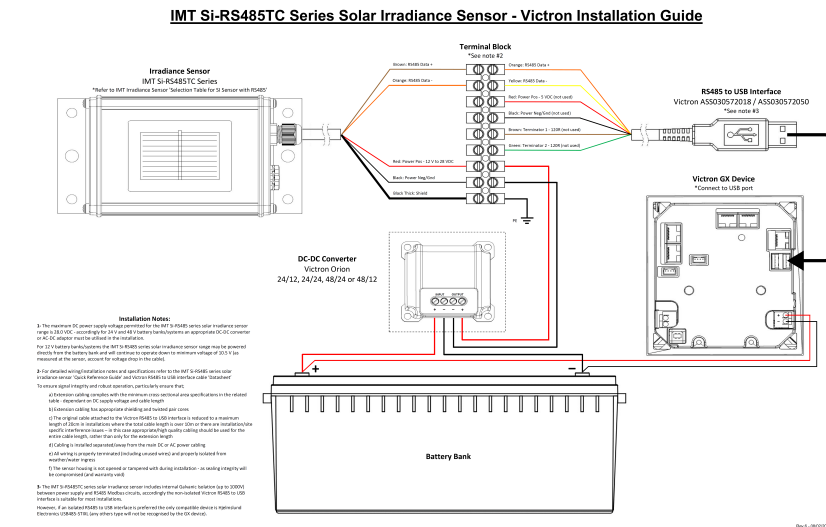 IMT Si-RS485TC Series Solar Irradiance Sensor - Victron Installation Guide
Terminal Block
*See note #2
Irradiance Sensor
IMT Si-RS485TC Series
*Refer to IMT Irradiance Sensor 'Selection Table for Si Sensor with RS485'
Brown: RS485 Data +
Orange: RS485 Data -
Red: Power Pos - 12 V to 28 VDC
Black: Power Neg/Gnd
Black Thick: Shield
Orange: RS485 Data +
Yellow: RS485 Data -
Red: Power Pos - 5 VDC (not used)
Black: Power Neg/Gnd (not used)
Brown: Terminator 1 - 120R (not used)
Green: Terminator 2 - 120R (not used)
PE
RS485 to USB Interface
Victron ASS030572018 / ASS030572050
*See note #3
Victron GX Device
*Connect to USB port
DC-DC Converter
Victron Orion
24/12, 24/24, 48/24 or 48/12
INPUT OUTPUT
+ - - +
+ −
Battery Bank
Installation Notes:
1- The maximum DC power supply voltage permitted for the IMT Si-RS485 series solar irradiance sensor
range is 28.0 VDC - accordingly for 24 V and 48 V battery banks/systems an appropriate DC-DC converter
or AC-DC adaptor must be utilised in the installation.
For 12 V battery banks/systems the IMT Si-RS485 series solar irradiance sensor range may be powered
directly from the battery bank and will continue to operate down to minimum voltage of 10.5 V (as
measured at the sensor, account for voltage drop in the cable).
2- For detailed wiring/installation notes and specifications refer to the IMT Si-RS485 series solar
irradiance sensor 'Quick Reference Guide' and Victron RS485 to USB interface cable 'Datasheet'
To ensure signal integrity and robust operation, particularly ensure that;
a) Extension cabling complies with the minimum cross-sectional area specifications in the related
table - dependant on DC supply voltage and cable length
b) Extension cabling has appropriate shielding and twisted pair cores
c) The original cable attached to the Victron RS485 to USB interface is reduced to a maximum
length of 20cm in installations where the total cable length is over 10m or there are installation/site
specific interference issues – in this case appropriate/high quality cabling should be used for the
entire cable length, rather than only for the extension length
d) Cabling is installed separated/away from the main DC or AC power cabling
e) All wiring is properly terminated (including unused wires) and properly isolated from
weather/water ingress
f) The sensor housing is not opened or tampered with during installation - as sealing integrity will
be compromised (and warranty void)
3- The IMT Si-RS485TC series solar irradiance sensor includes internal Galvanic isolation (up to 1000V)
between power supply and RS485 Modbus circuits, accordingly the non-isolated Victron RS485 to USB
interface is suitable for most installations.
However, if an isolated RS485 to USB interface is preferred the only compatible device is Hjelmslund
Electronics USB485-STIXL (any others type will not be recognised by the GX device).